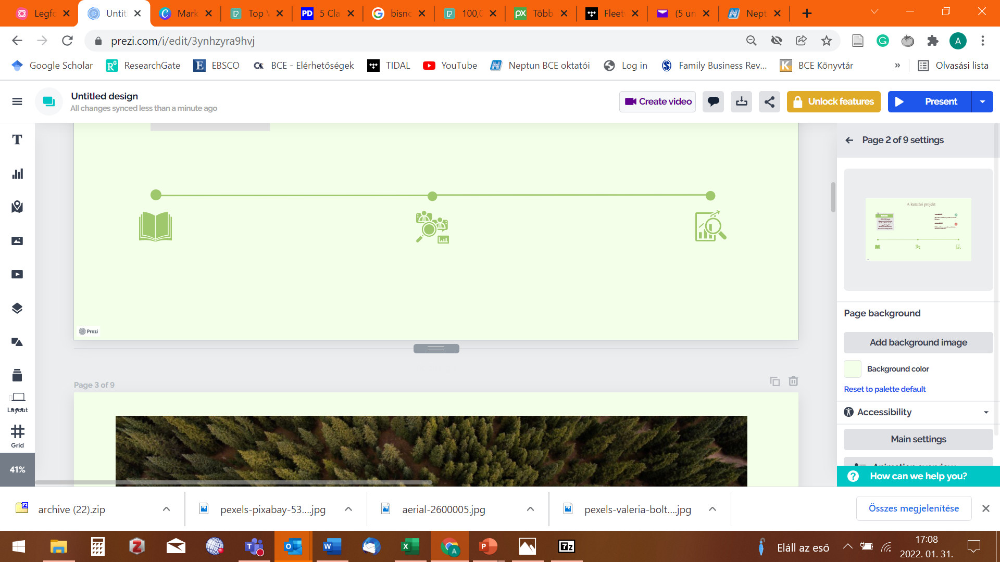 Legfo
Untit
Mark
Top
5 Cla
bisno
100,0
Több
Fleet
(5 un
Nept
prezi.com/i/edit/3ynhzyra9hvj
A
Google Scholar
ResearchGate
EBSCO
BCE - Elérhetőségek
TIDAL
YouTube
Neptun BCE oktatói
Log in
Family Business Rev...
BCE Könyvtár
»
Olvasási lista
Untitled design
All changes synced less than a minute ago
Create video
Unlock features
Present
Page 2 of 9 settings
A kutatási projekt
Prezi
Page background
Add background image
Background color
Reset to palette default
Page 3 of 9
Accessibility
Layout
Main settings
Grid
41%
How can we help you?
archive (22).zip
pexels-pixabay-53....jpg
aerial-2600005.jpg
pexels-valeria-bolt....jpg
Összes megjelenítése
Eláll az eső
17:08
2022. 01. 31.